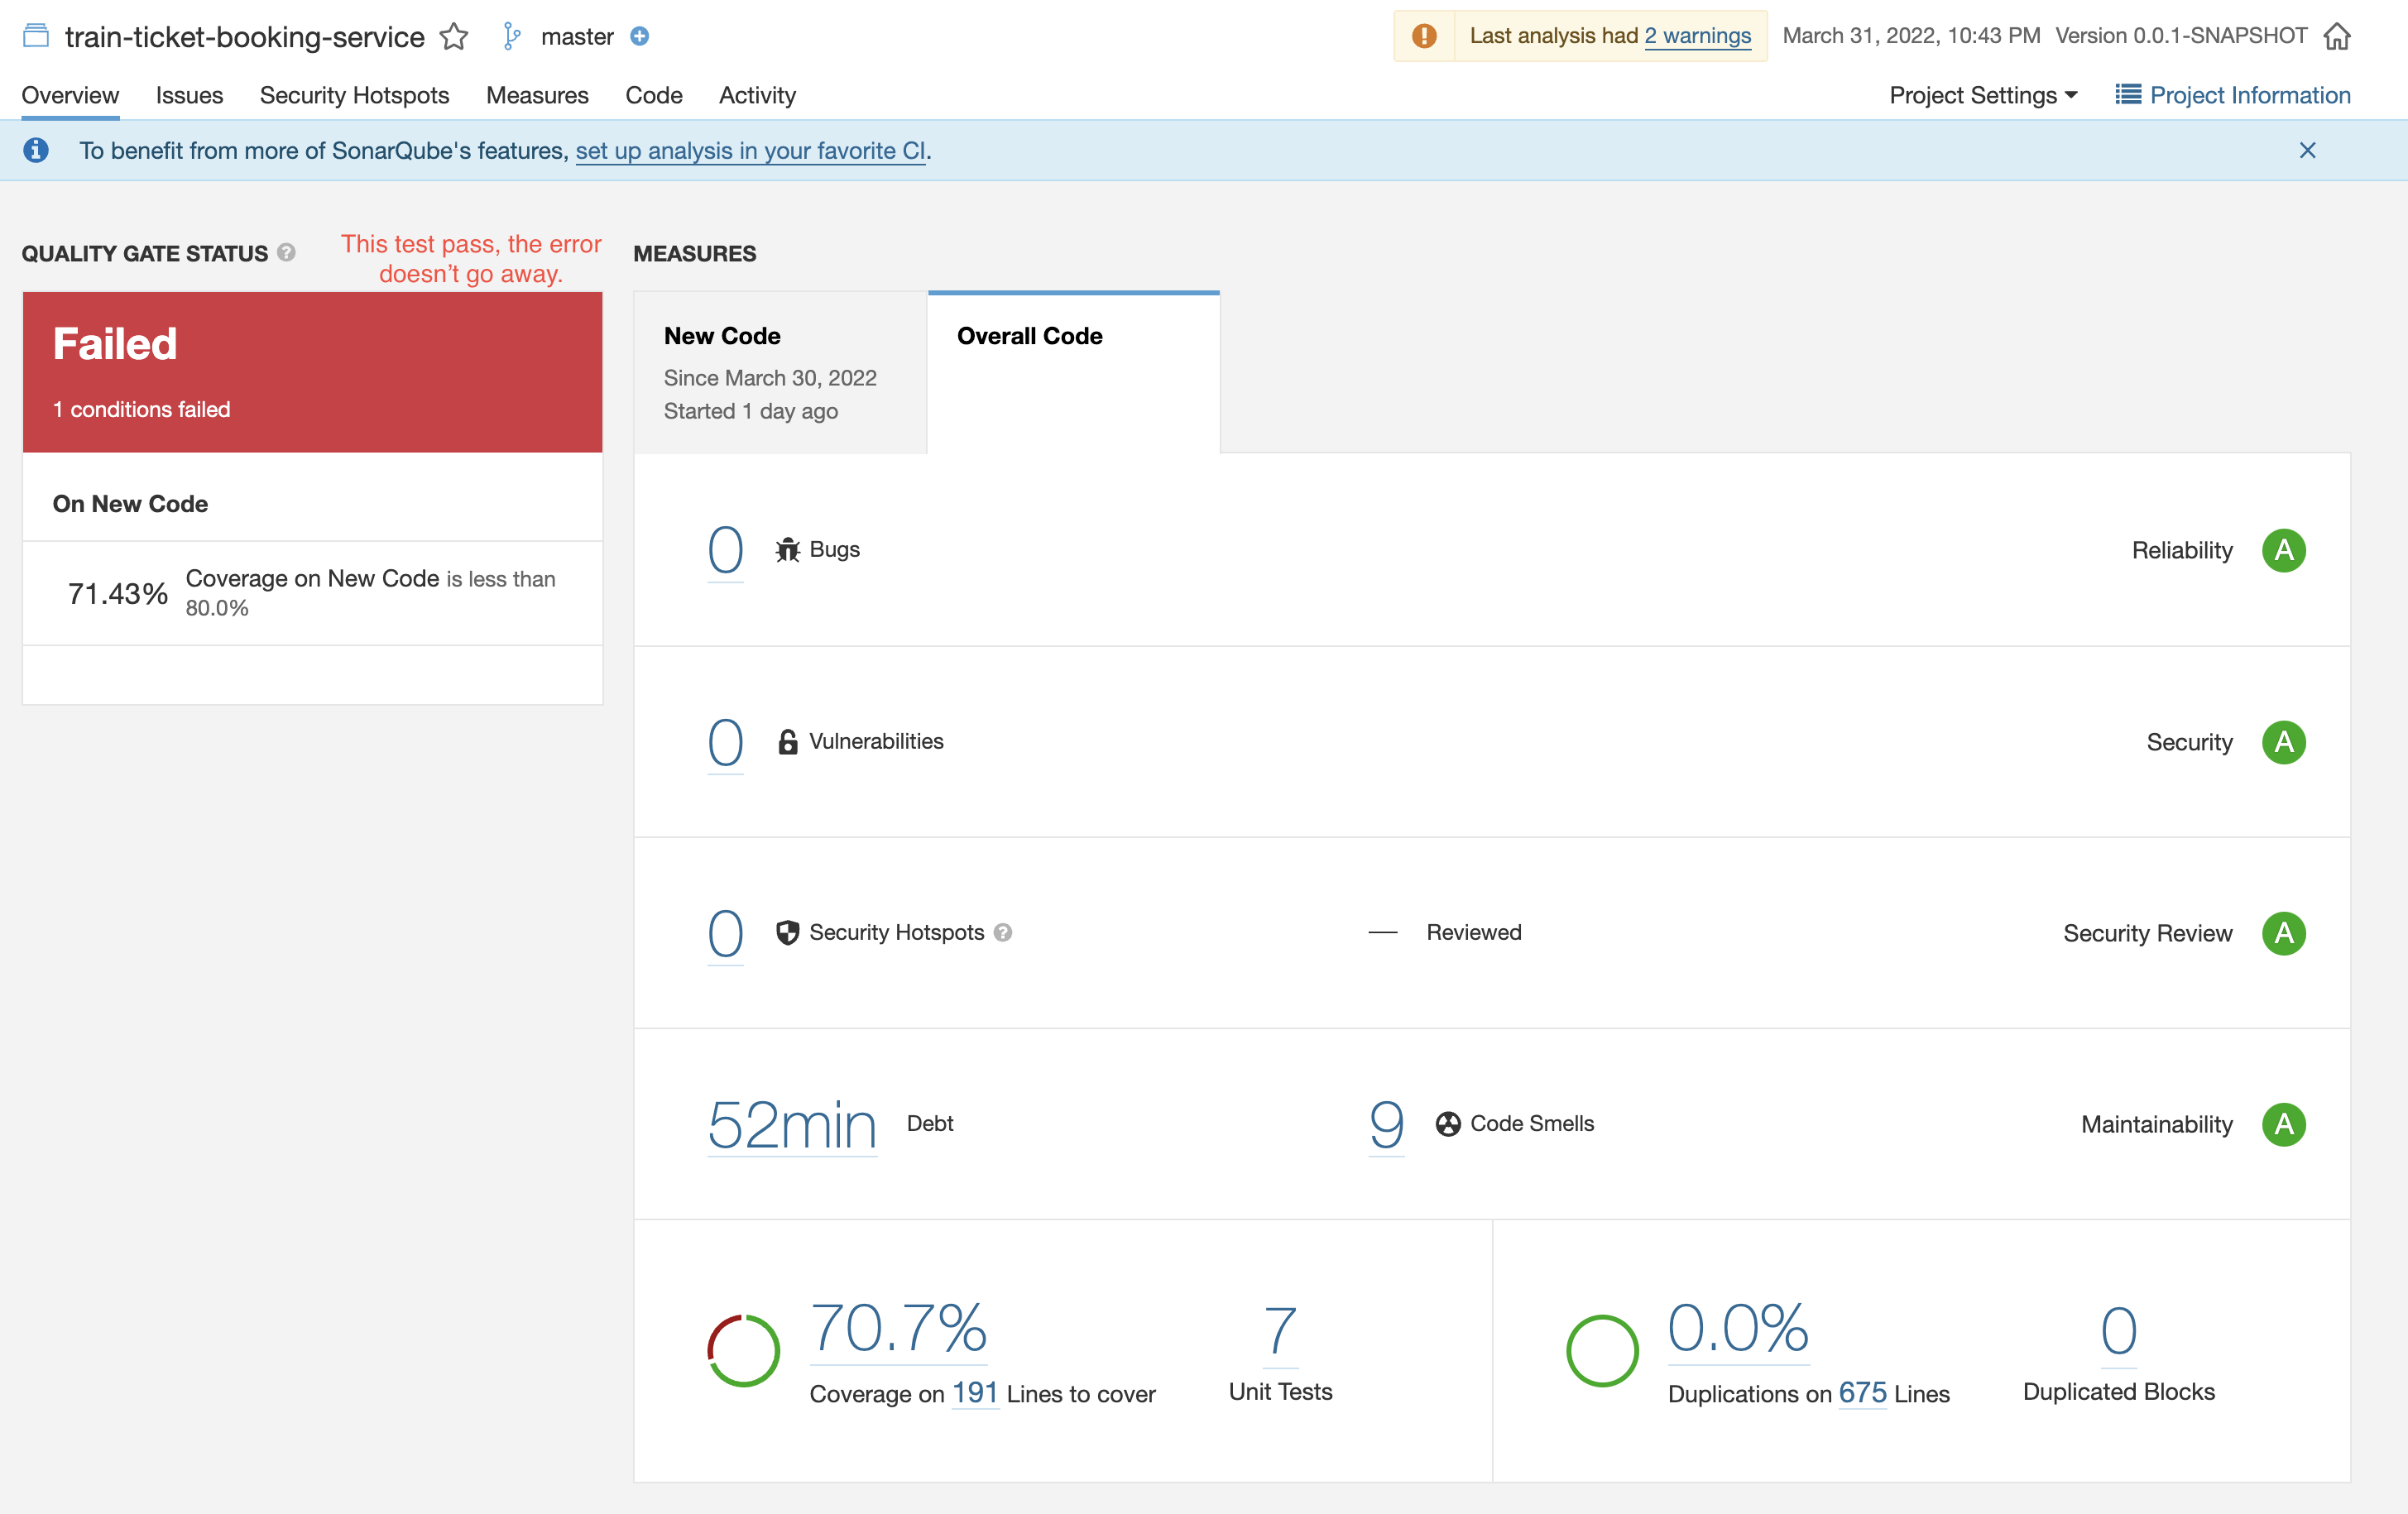 train-ticket-booking-service master
Last analysis had 2 warnings March 31, 2022, 10:43 PM Version 0.0.1-SNAPSHOT
Overview Issues Security Hotspots Measures Code Activity
Project Settings Project Information
To benefit from more of SonarQube's features, set up analysis in your favorite CI.
QUALITY GATE STATUS
This test pass, the error
doesn’t go away.
Failed
1 conditions failed
On New Code
71.43% Coverage on New Code is less than
80.0%
MEASURES
New Code
Since March 30, 2022
Started 1 day ago
Overall Code
0 Bugs Reliability A
0 Vulnerabilities Security A
0 Security Hotspots — Reviewed Security Review A
52min Debt 9 Code Smells Maintainability A
70.7%
Coverage on 191 Lines to cover
7
Unit Tests
0.0%
Duplications on 675 Lines
0
Duplicated Blocks